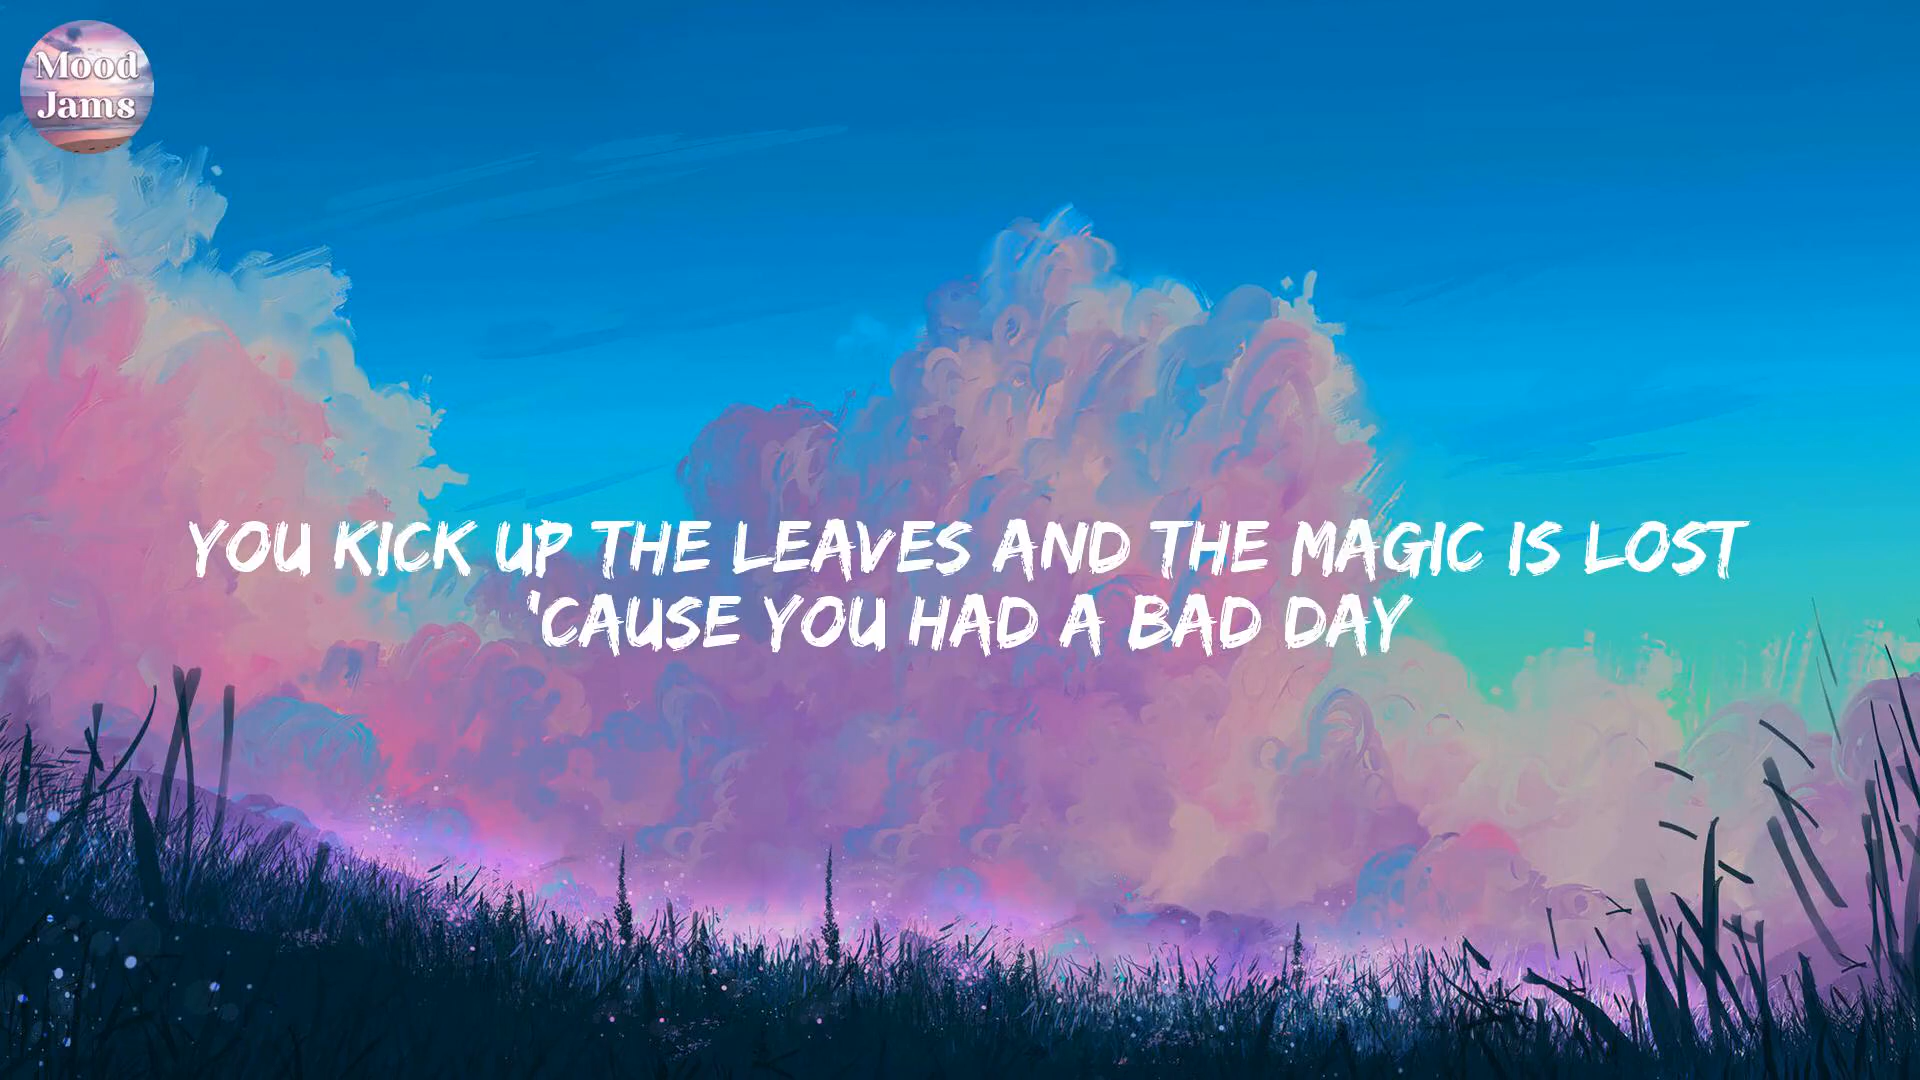 Mood
Jams
YOU KICK UP THE LEAVES AND THE MAGIC IS LOST
'CAUSE YOU HAD A BAD DAY